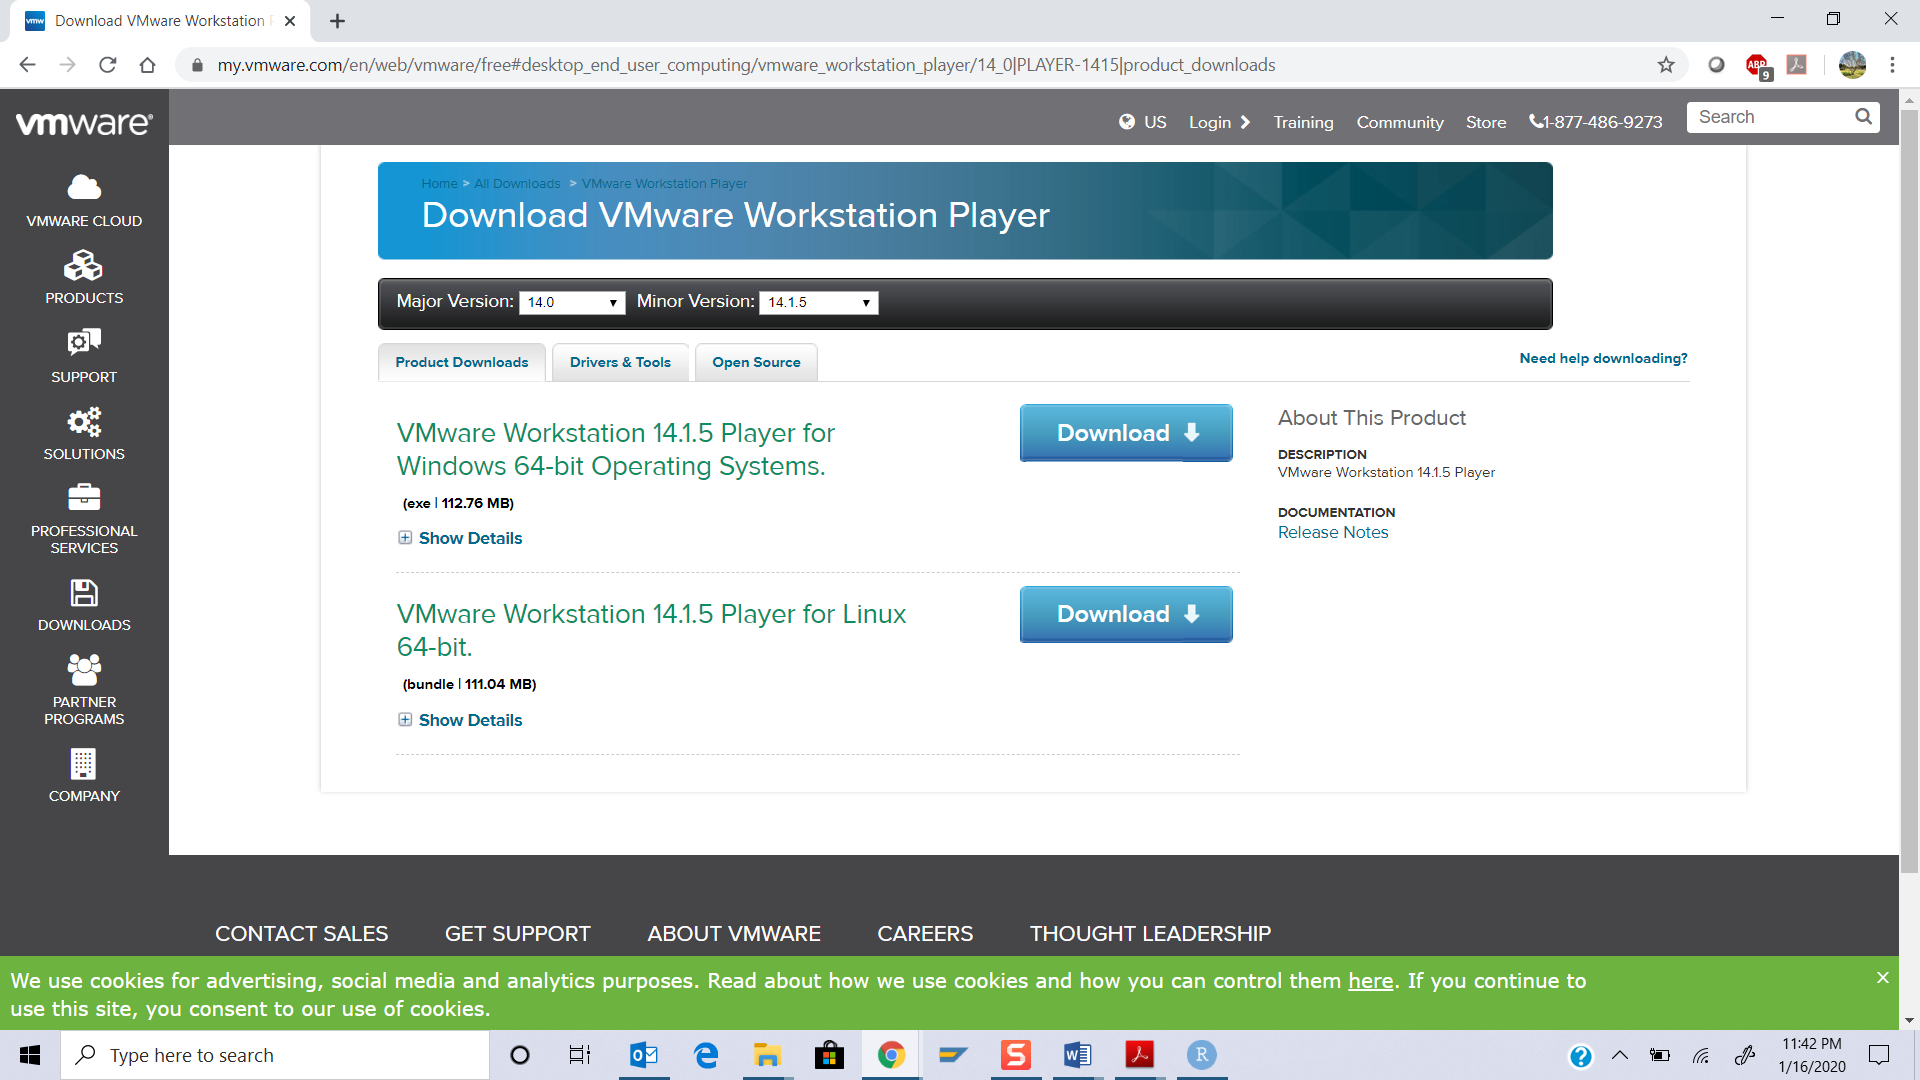 Download VMware Workstation P
my.vmware.com/en/web/vmware/free#desktop_end_user_computing/vmware_workstation_player/14_0|PLAYER-1415|product_downloads
ABP
9
vmware®
US
Login
Training
Community
Store
1-877-486-9273
Search
VMWARE CLOUD
PRODUCTS
SUPPORT
SOLUTIONS
PROFESSIONAL
SERVICES
DOWNLOADS
PARTNER
PROGRAMS
COMPANY
Home > All Downloads > VMware Workstation Player
Download VMware Workstation Player
Major Version: 14.0 Minor Version: 14.1.5
Product Downloads
Drivers & Tools
Open Source
Need help downloading?
VMware Workstation 14.1.5 Player for
Windows 64-bit Operating Systems.
(exe | 112.76 MB)
Show Details
Download
VMware Workstation 14.1.5 Player for Linux
64-bit.
(bundle | 111.04 MB)
Show Details
Download
About This Product
DESCRIPTION
VMware Workstation 14.1.5 Player
DOCUMENTATION
Release Notes
CONTACT SALES
GET SUPPORT
ABOUT VMWARE
CAREERS
THOUGHT LEADERSHIP
We use cookies for advertising, social media and analytics purposes. Read about how we use cookies and how you can control them here. If you continue to
use this site, you consent to our use of cookies.
Type here to search
11:42 PM
1/16/2020